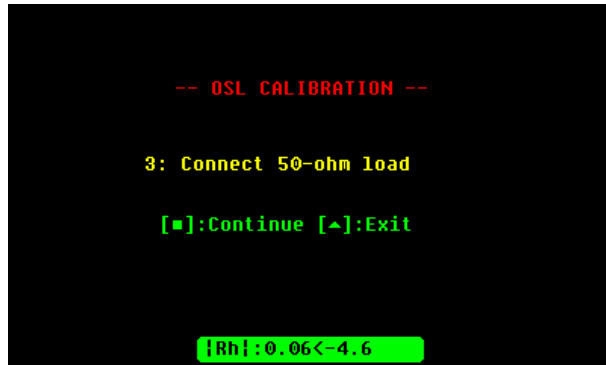 -- OSL CALIBRATION --
3: Connect 50-ohm load
[■]:Continue [▲]:Exit
¦Rh¦:0.06<-4.6